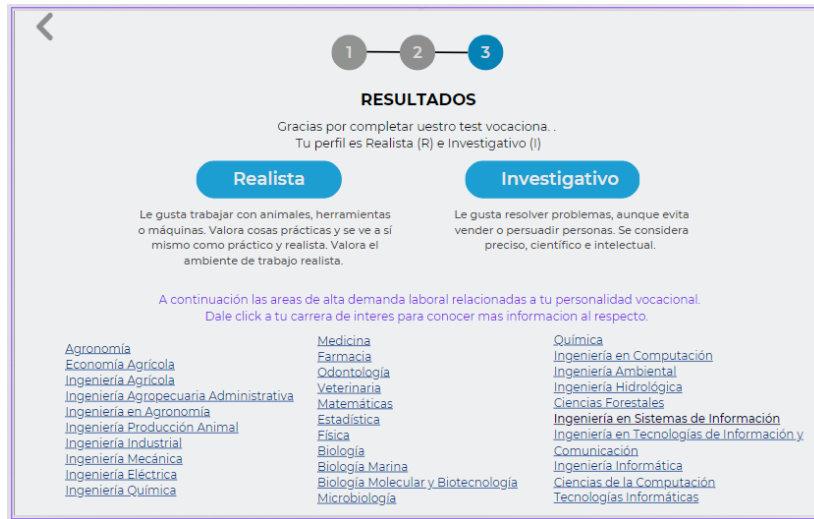 1
2
3
RESULTADOS
Gracias por completar uestro test vocaciona. .
Tu perfil es Realista (R) e Investigativo (I)
Realista
Le gusta trabajar con animales, herramientas
o máquinas. Valora cosas prácticas y se ve a sí
mismo como práctico y realista. Valora el
ambiente de trabajo realista.
Investigativo
Le gusta resolver problemas, aunque evita
vender o persuadir personas. Se considera
preciso, científico e intelectual.
A continuación las areas de alta demanda laboral relacionadas a tu personalidad vocacional.
Dale click a tu carrera de interes para conocer mas informacion al respecto.
Agronomía
Economía Agrícola
Ingeniería Agrícola
Ingeniería Agropecuaria Administrativa
Ingeniería en Agronomía
Ingeniería Producción Animal
Ingeniería Industrial
Ingeniería Mecánica
Ingeniería Eléctrica
Ingeniería Química
Medicina
Farmacia
Odontología
Veterinaria
Matemáticas
Estadística
Física
Biología
Biología Marina
Biología Molecular y Biotecnología
Microbiología
Química
Ingeniería en Computación
Ingeniería Ambiental
Ingeniería Hidrológica
Ciencias Forestales
Ingeniería en Sistemas de Información
Ingeniería en Tecnologías de Información y
Comunicación
Ingeniería Informática
Ciencias de la Computación
Tecnologías Informáticas